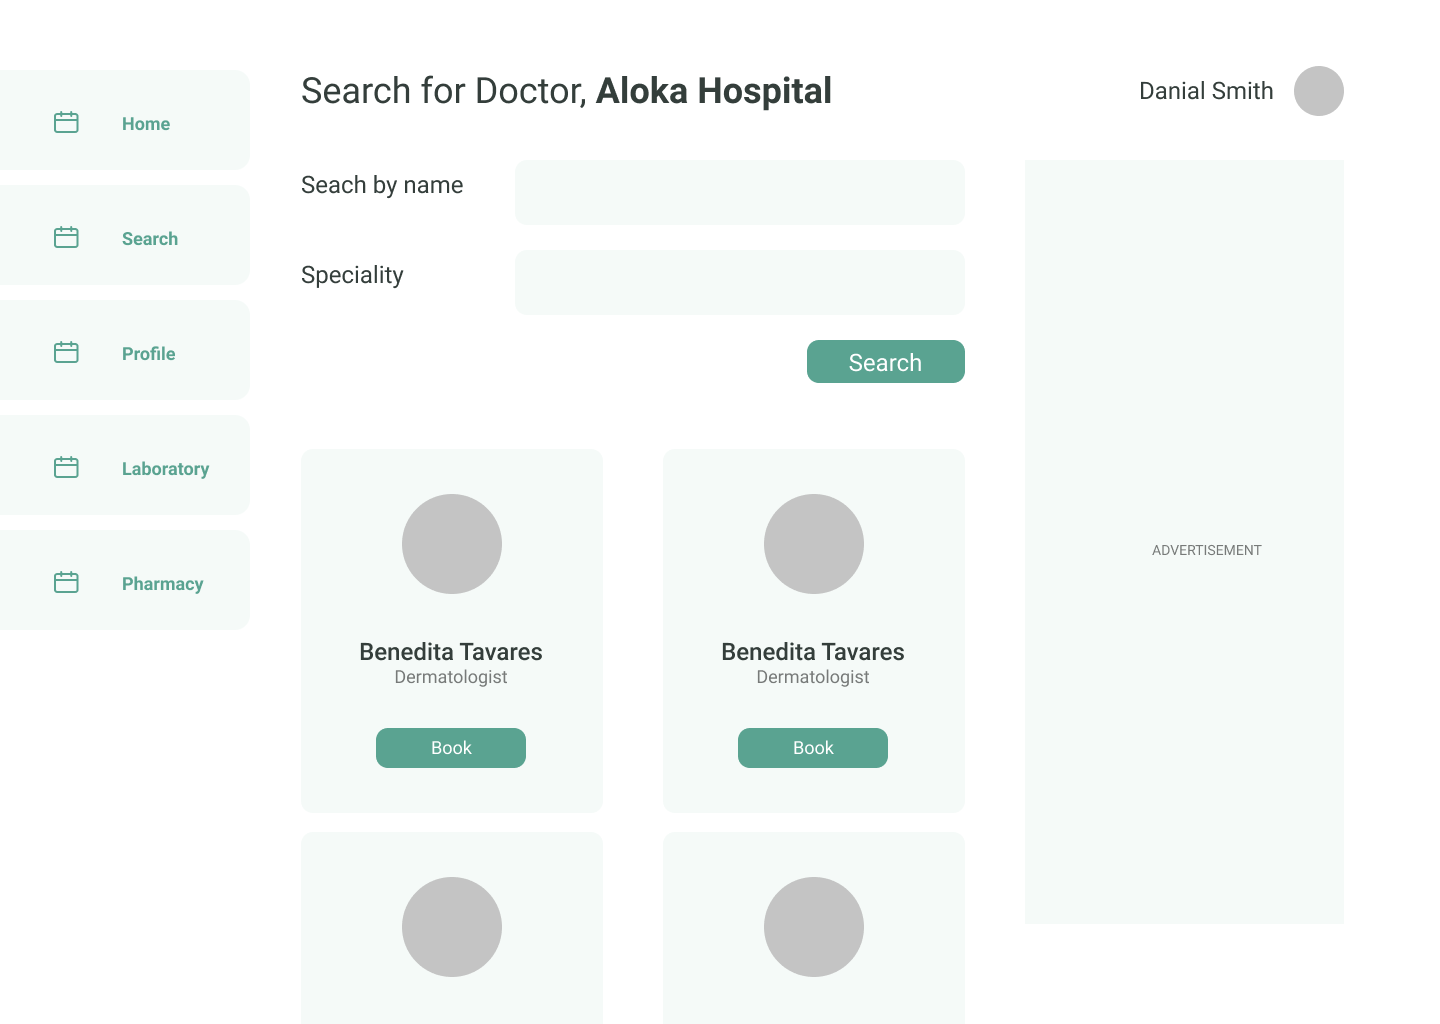 Home
Search
Profile
Laboratory
Pharmacy
Search for Doctor, Aloka Hospital
Danial Smith
Seach by name
Speciality
Search
Benedita Tavares
Dermatologist
Book
Benedita Tavares
Dermatologist
Book
ADVERTISEMENT